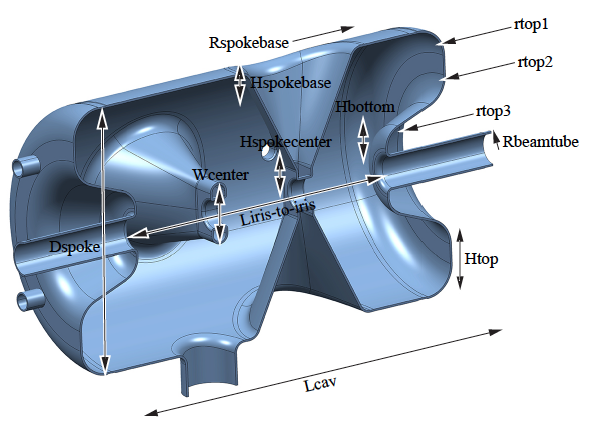 rtop1
Rspokebase
rtop2
Hspokebase
Hbottom
rtop3
Hspokecenter
Rbeamtube
Wcenter
Liris-to-iris
Dspoke
Htop
Lcav